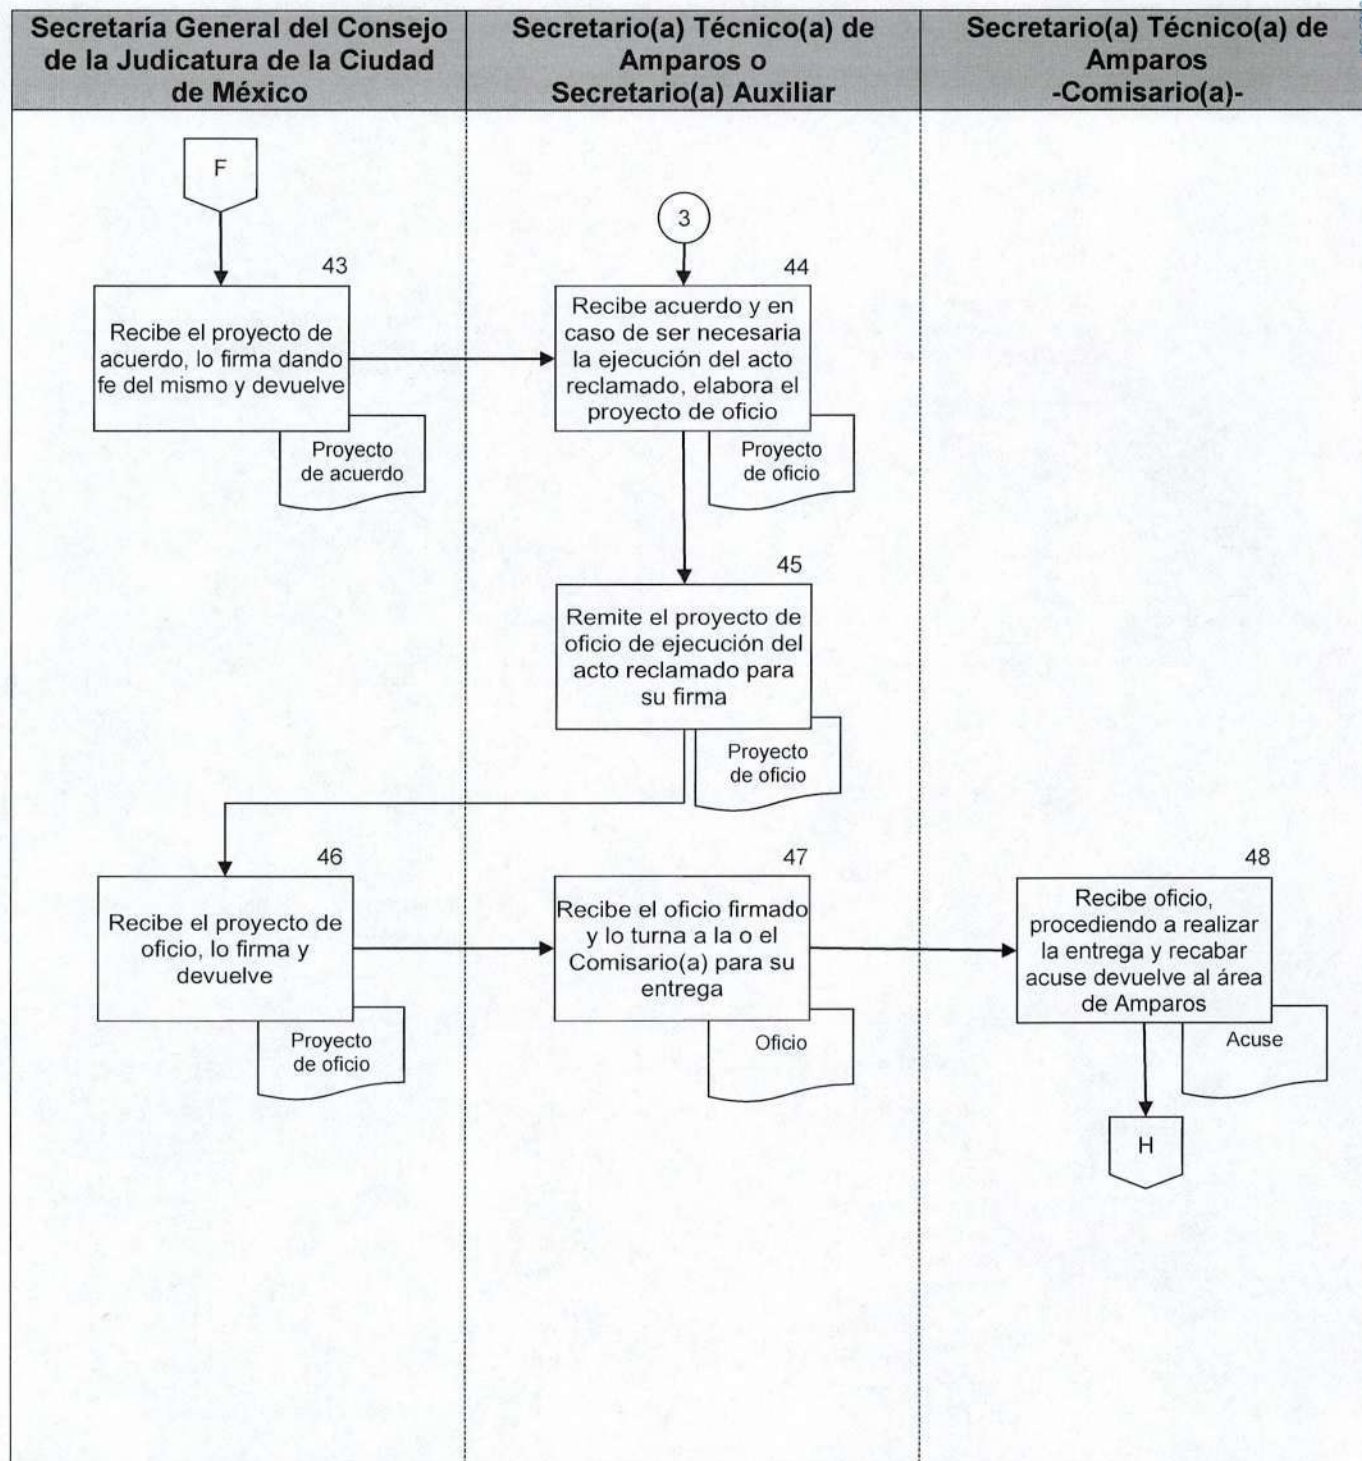 Secretaría General del Consejo
de la Judicatura de la Ciudad
de México
Secretario(a) Técnico(a) de
Amparos o
Secretario(a) Auxiliar
Secretario(a) Técnico(a) de
Amparos
-Comisario(a)-
F
3
43
Recibe el proyecto de
acuerdo, lo firma dando
fe del mismo y devuelve
Proyecto
de acuerdo
44
Recibe acuerdo y en
caso de ser necesaria
la ejecución del acto
reclamado, elabora el
proyecto de oficio
Proyecto
de oficio
45
Remite el proyecto de
oficio de ejecución del
acto reclamado para
su firma
Proyecto
de oficio
46
Recibe el proyecto de
oficio, lo firma y
devuelve
Proyecto
de oficio
47
Recibe el oficio firmado
y lo turna a la o el
Comisario(a) para su
entrega
Oficio
48
Recibe oficio,
procediendo a realizar
la entrega y recabar
acuse devuelve al área
de Amparos
Acuse
H